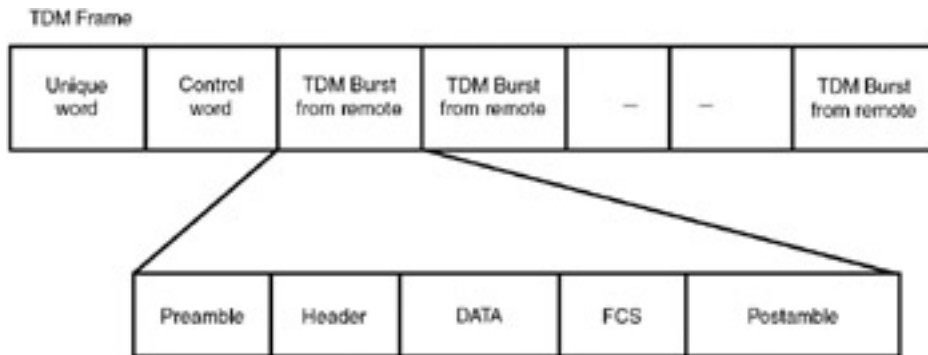 TDM Frame
Unique word
Control word
TDM Burst from remote
TDM Burst from remote
–
–
TDM Burst from remote
Preamble
Header
DATA
FCS
Postamble